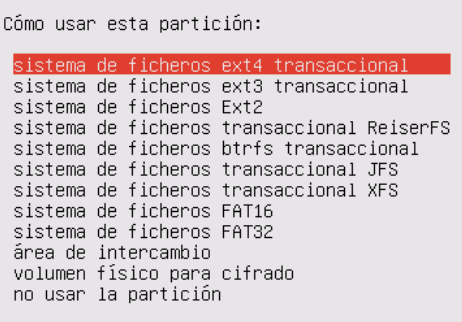 Cómo usar esta partición:
sistema de ficheros ext4 transaccional
sistema de ficheros ext3 transaccional
sistema de ficheros Ext2
sistema de ficheros transaccional ReiserFS
sistema de ficheros btrfs transaccional
sistema de ficheros transaccional JFS
sistema de ficheros transaccional XFS
sistema de ficheros FAT16
sistema de ficheros FAT32
área de intercambio
volumen físico para cifrado
no usar la partición